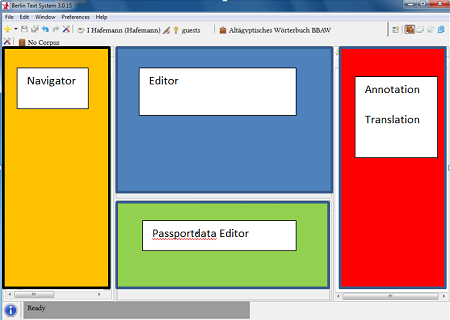 Berlin Text System 3.0.15
Edit Window Preferences Help
I Hafemann (Hafemann) guests Altägyptisches Wörterbuch BBAW
No Corpus
Navigator
Editor
Annotation
Translation
Passportdata Editor
Ready